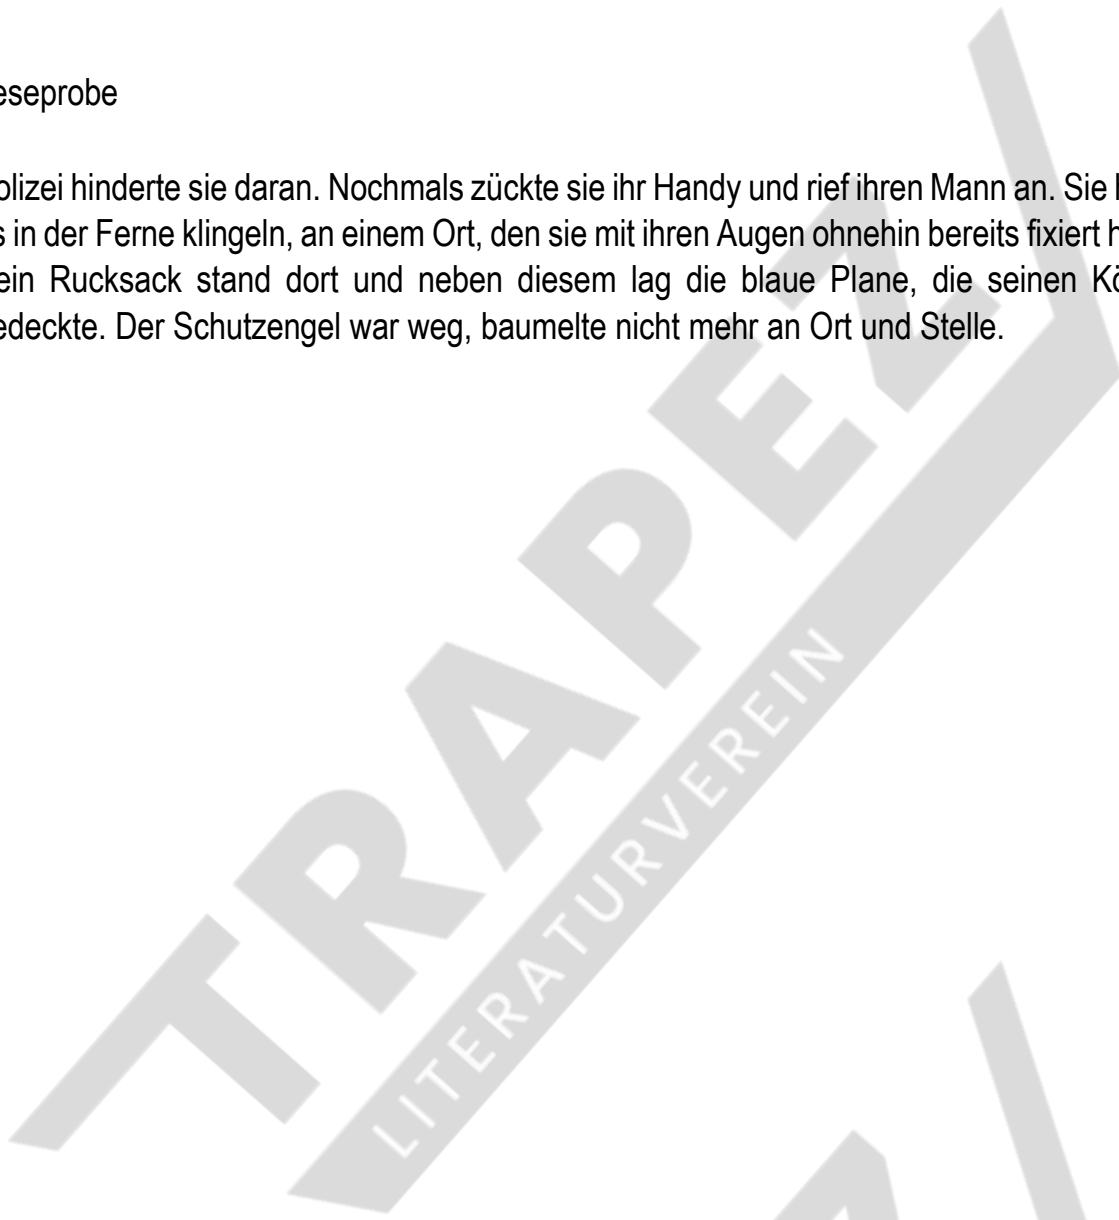 eseprobe
olizei hinderte sie daran. Nochmals zückte sie ihr Handy und rief ihren Mann an. Sie
s in der Ferne klingeln, an einem Ort, den sie mit ihren Augen ohnehin bereits fixiert
ein Rucksack stand dort und neben diesem lag die blaue Plane, die seinen Kö
edeckte. Der Schutzengel war weg, baumelte nicht mehr an Ort und Stelle.
TRAPEZ
LITERATURVEREIN
Z